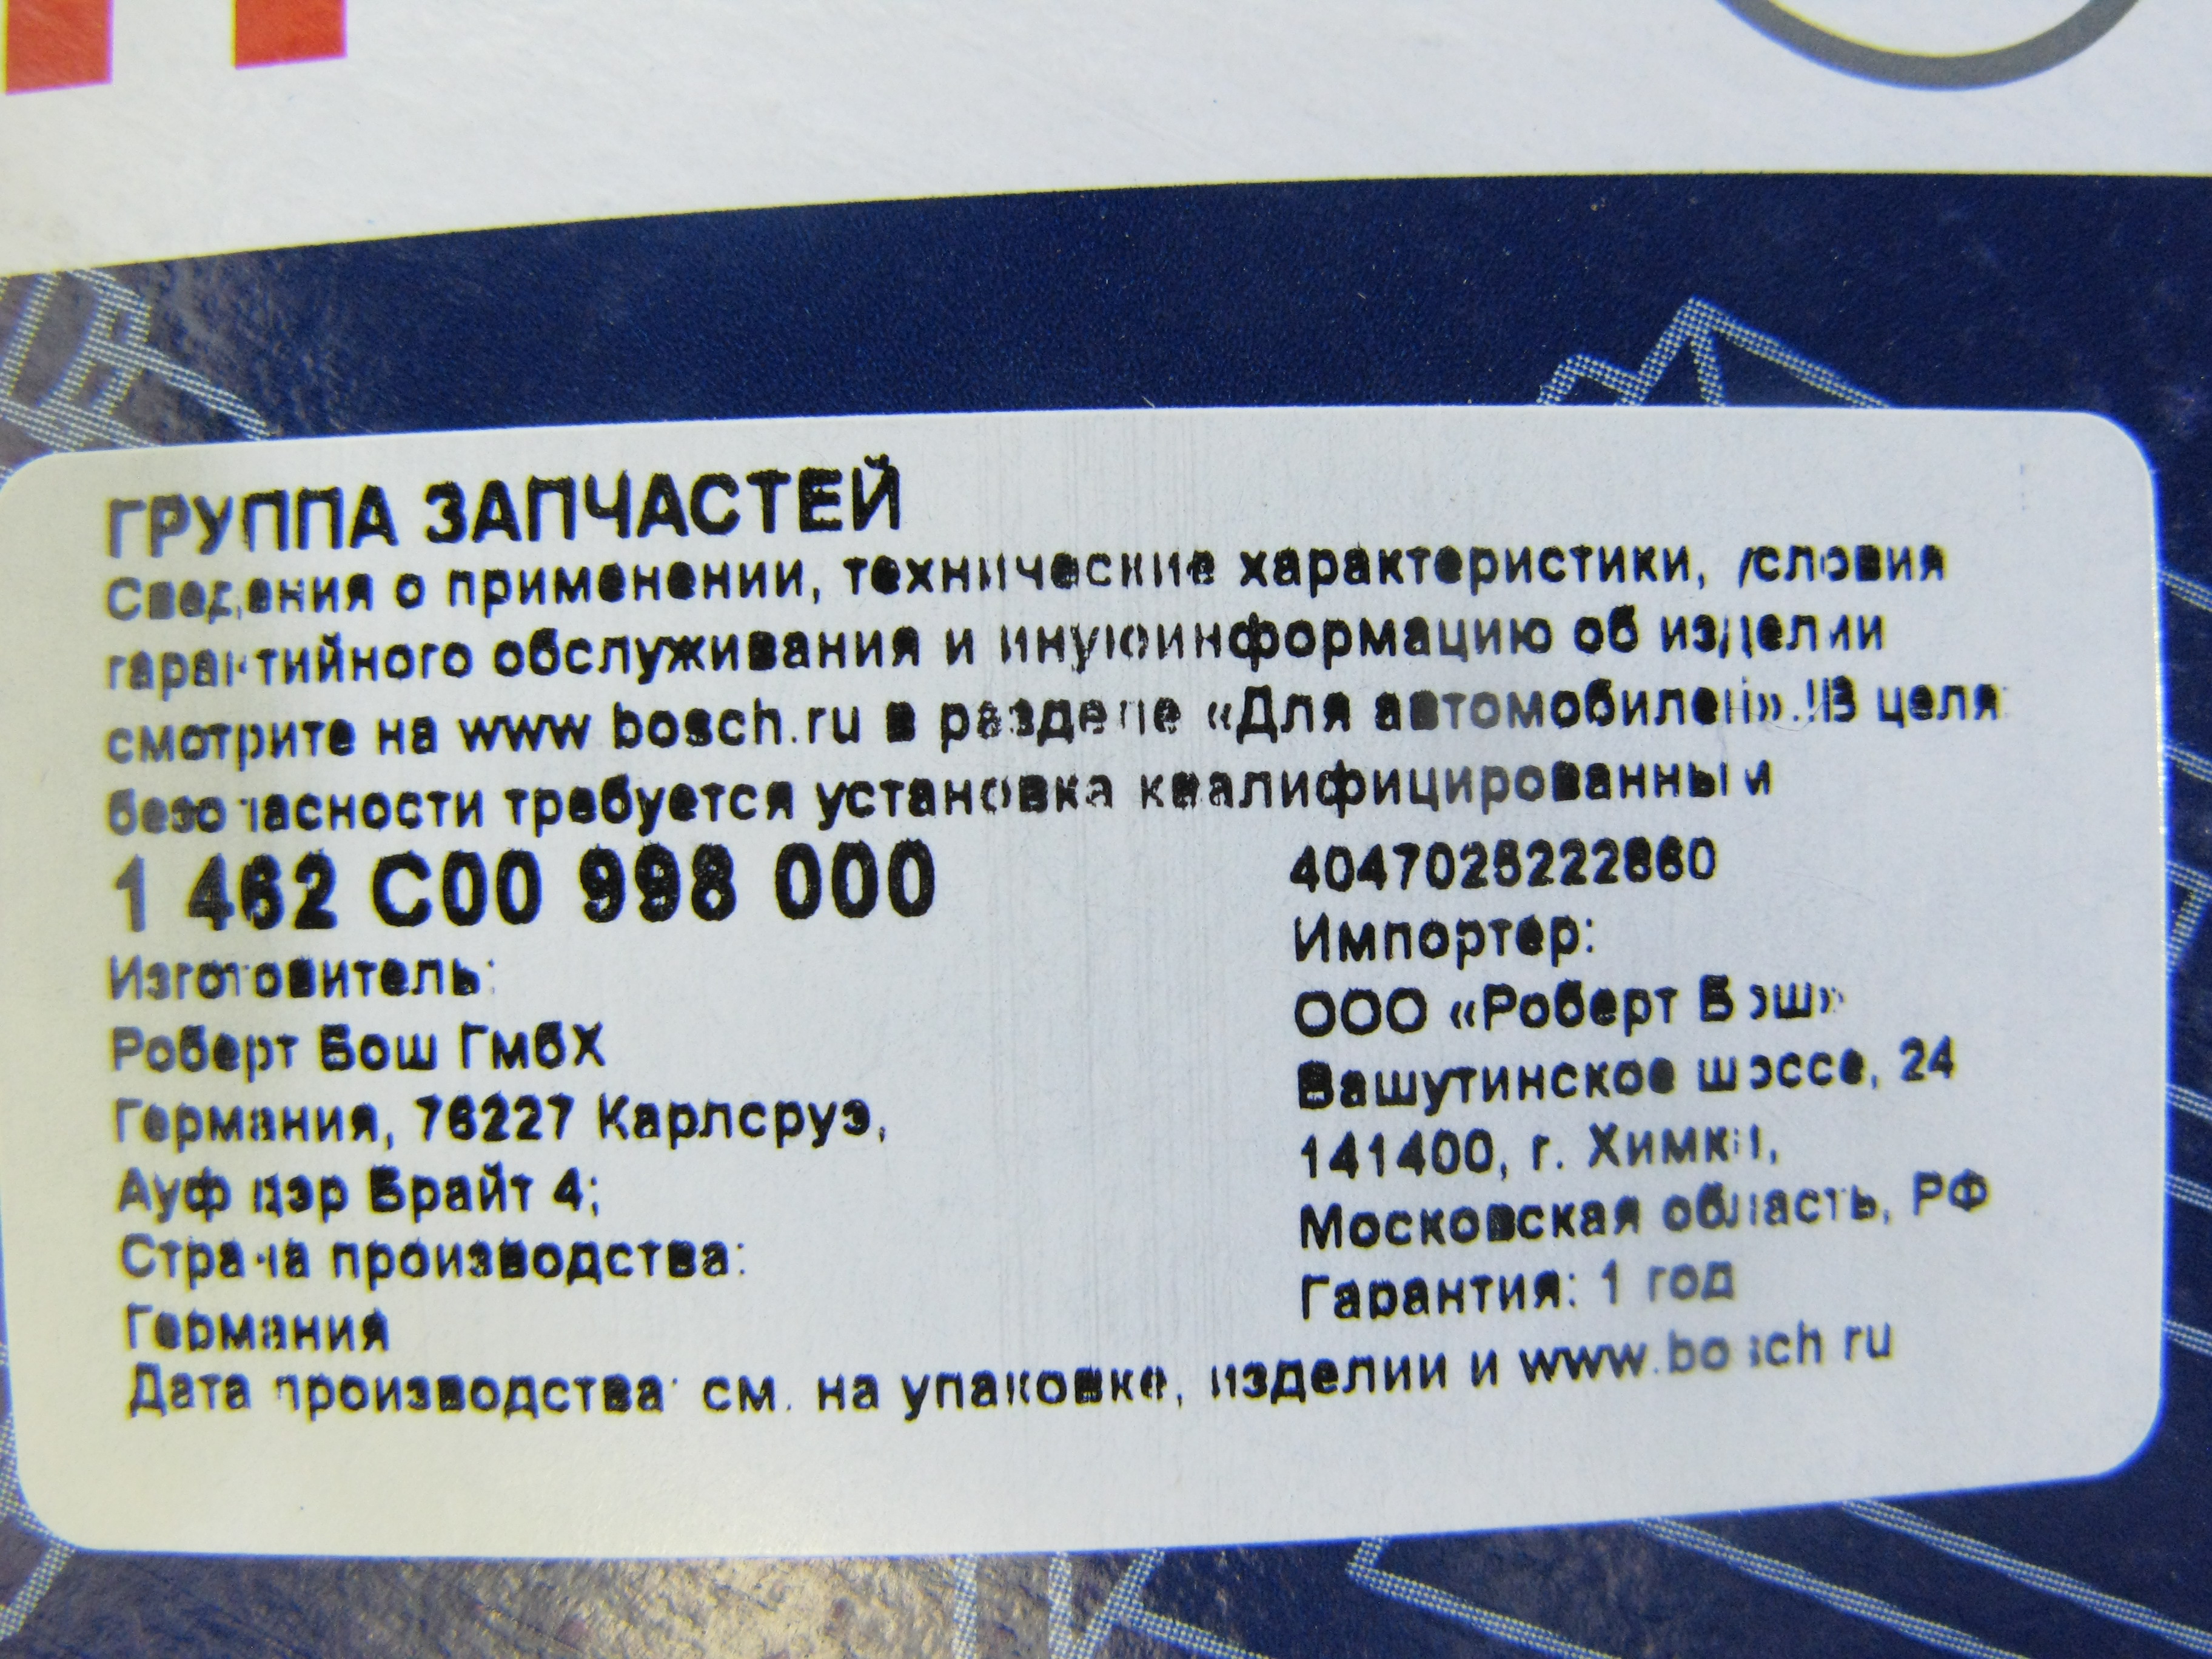 ГРУППА ЗАПЧАСТЕЙ
Сведения о применении, технические характеристики, условия
гарантийного обслуживания и инуюинформацию об изделии
смотрите на www.bosch.ru в разделе «Для автомобилей».!!В целя
безопасности требуется установка квалифицированным
1 462 C00 998 000
Изготовитель:
Роберт Бош ГмбХ
Германия, 76227 Карлсруэ,
Ауф дэр Брайт 4;
Страна производства:
Германия
Импортер:
ООО «Роберт Бош»
Вашутинское шоссе, 24
141400, г. Химки,
Московская область, РФ
Гарантия: 1 год
Дата производства: см. на упаковке, изделии и www.bosch.ru